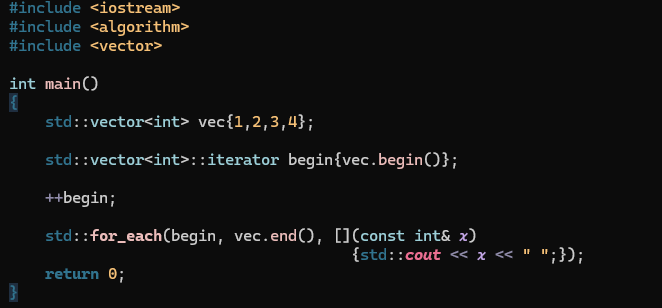 #include <iostream>
#include <algorithm>
#include <vector>
int main()
{
std::vector<int> vec{1,2,3,4};
std::vector<int>::iterator begin{vec.begin()};
++begin;
std::for_each(begin, vec.end(), [](const int& x)
{std::cout << x << " ";});
return 0;
}